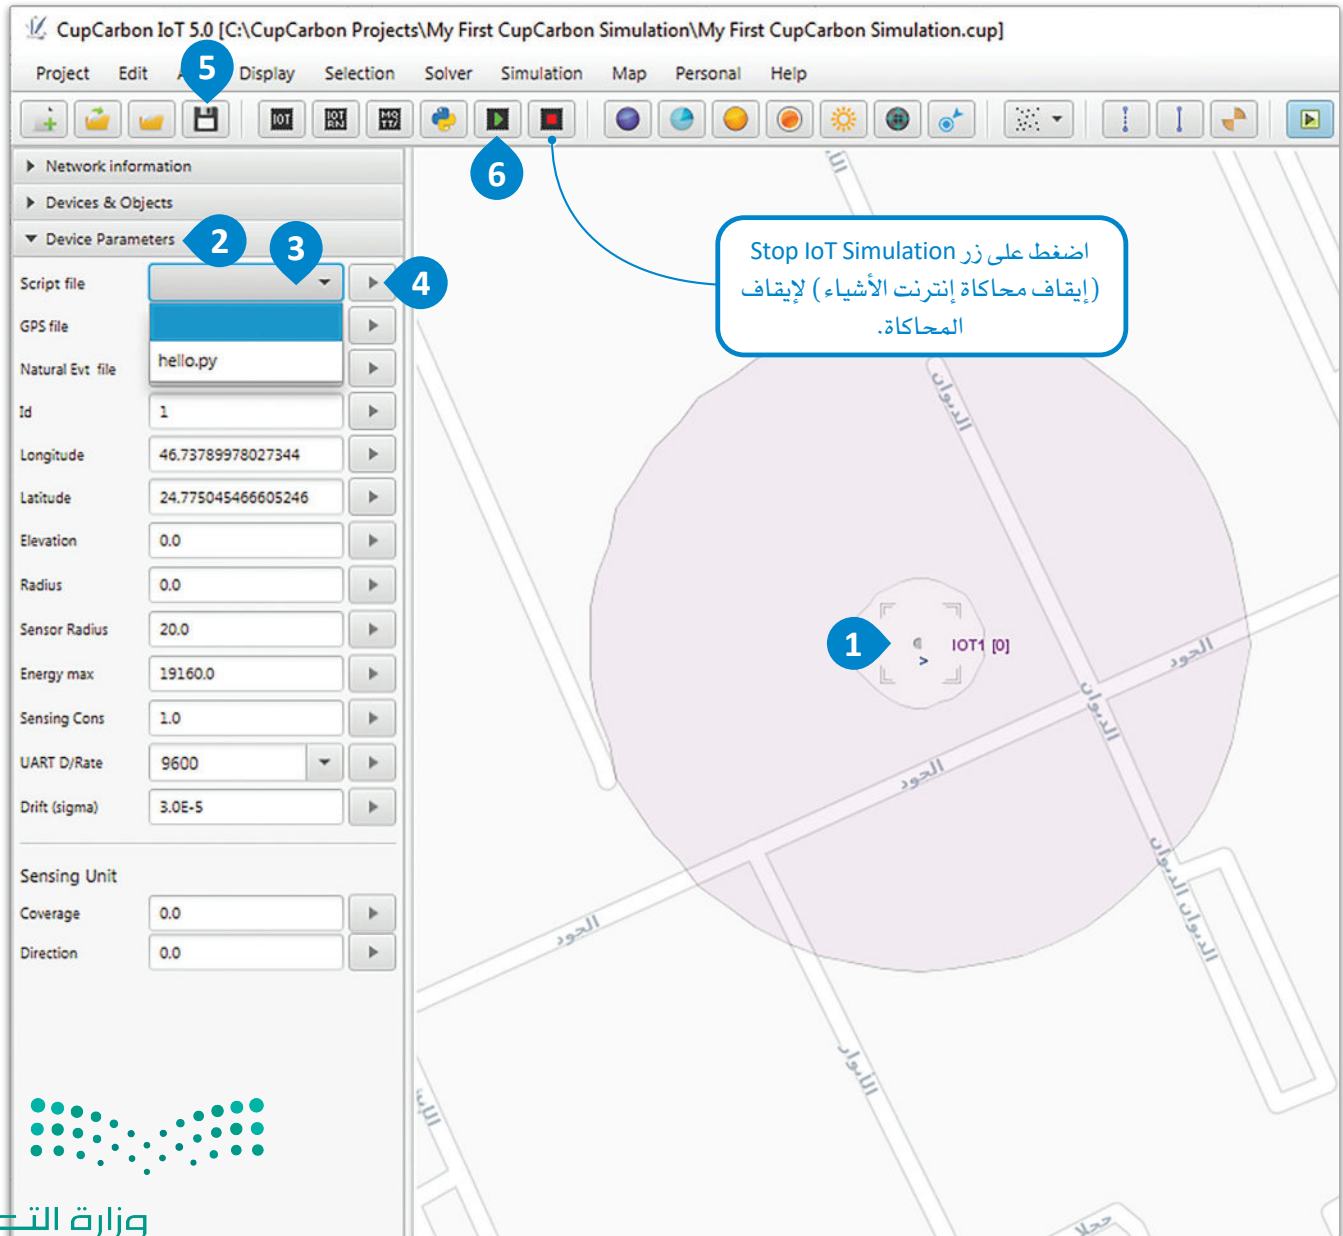 CupCarbon IoT 5.0 [C:\CupCarbon Projects\My First CupCarbon Simulation\My First CupCarbon Simulation.cup]
Project Edit Display Selection Solver Simulation Map Personal Help
5
IOT IOT RN MQ TT/
6
Network information
Devices & Objects
Device Parameters
2
3
4
Script file
GPS file
hello.py
Natural Evt file
Id 1
Longitude 46.73789978027344
Latitude 24.775045466605246
Elevation 0.0
Radius 0.0
Sensor Radius 20.0
Energy max 19160.0
Sensing Cons 1.0
UART D/Rate 9600
Drift (sigma) 3.0E-5
Sensing Unit
Coverage 0.0
Direction 0.0
اضغط على زر Stop IoT Simulation
(إيقاف محاكاة إنترنت الأشياء) لإيقاف
المحاكاة.
الديوان
1
IOT1 [0]
الجود
الديوان
الجود
الديوان
الديوان
الجود
الأنوار
وزارة التـ